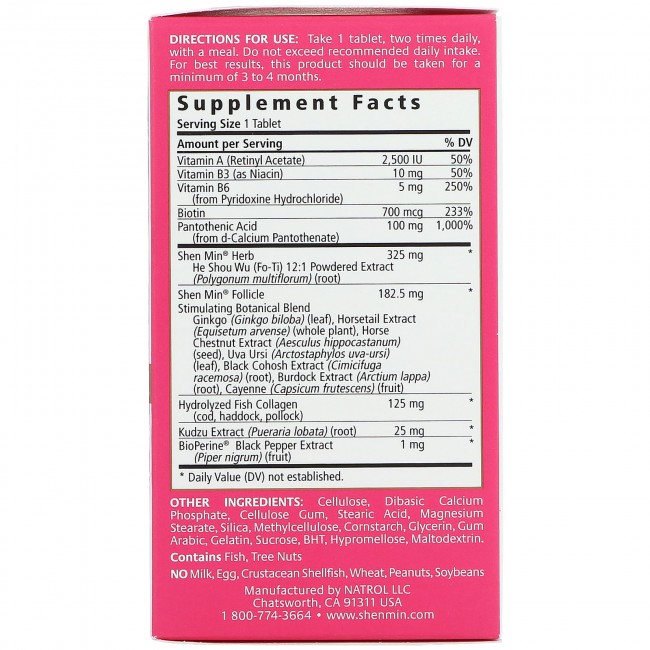 DIRECTIONS FOR USE: Take 1 tablet, two times daily,
with a meal. Do not exceed recommended daily intake.
For best results, this product should be taken for a
minimum of 3 to 4 months.
Supplement Facts
Serving Size 1 Tablet
Amount per Serving % DV
Vitamin A (Retinyl Acetate) 2,500 IU 50%
Vitamin B3 (as Niacin) 10 mg 50%
Vitamin B6 5 mg 250%
(from Pyridoxine Hydrochloride)
Biotin 700 mcg 233%
Pantothenic Acid 100 mg 1,000%
(from d-Calcium Pantothenate)
Shen Min® Herb 325 mg *
He Shou Wu (Fo-Ti) 12:1 Powdered Extract
(Polygonum multiflorum) (root)
Shen Min® Follicle 182.5 mg *
Stimulating Botanical Blend
Ginkgo (Ginkgo biloba) (leaf), Horsetail Extract
(Equisetum arvense) (whole plant), Horse
Chestnut Extract (Aesculus hippocastanum)
(seed), Uva Ursi (Arctostaphylos uva-ursi)
(leaf), Black Cohosh Extract (Cimicifuga
racemosa) (root), Burdock Extract (Arctium lappa)
(root), Cayenne (Capsicum frutescens) (fruit)
Hydrolyzed Fish Collagen 125 mg *
(cod, haddock, pollock)
Kudzu Extract (Pueraria lobata) (root) 25 mg *
BioPerine® Black Pepper Extract 1 mg *
(Piper nigrum) (fruit)
* Daily Value (DV) not established.
OTHER INGREDIENTS: Cellulose, Dibasic Calcium
Phosphate, Cellulose Gum, Stearic Acid, Magnesium
Stearate, Silica, Methylcellulose, Cornstarch, Glycerin, Gum
Arabic, Gelatin, Sucrose, BHT, Hypromellose, Maltodextrin.
Contains Fish, Tree Nuts
NO Milk, Egg, Crustacean Shellfish, Wheat, Peanuts, Soybeans
Manufactured by NATROL LLC
Chatsworth, CA 91311 USA
1 800-774-3664 • www.shenmin.com